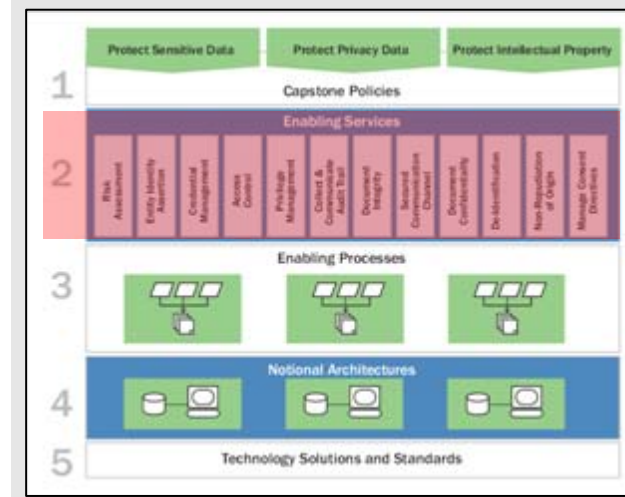 Protect Sensitive Data
Protect Privacy Data
Protect Intellectual Property
1
Capstone Policies
2
Enabling Services
Risk
Assessment
Entity Identity
Assertion
Credential
Management
Access
Control
Privilege
Management
Collect &
Communicate
Audit Trail
Document
Integrity
Secured
Communication
Channel
Document
Confidentiality
De-Identification
Non-Repudiation
of Origin
Manage Consent
Directives
3
Enabling Processes
4
Notional Architectures
5
Technology Solutions and Standards